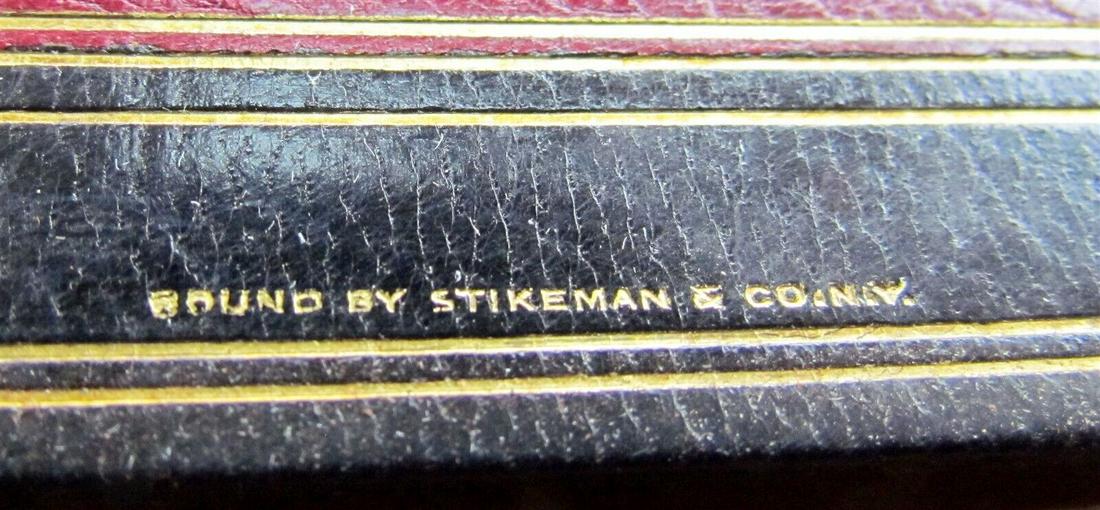 BOUND BY STIKEMAN & CO. N.Y.